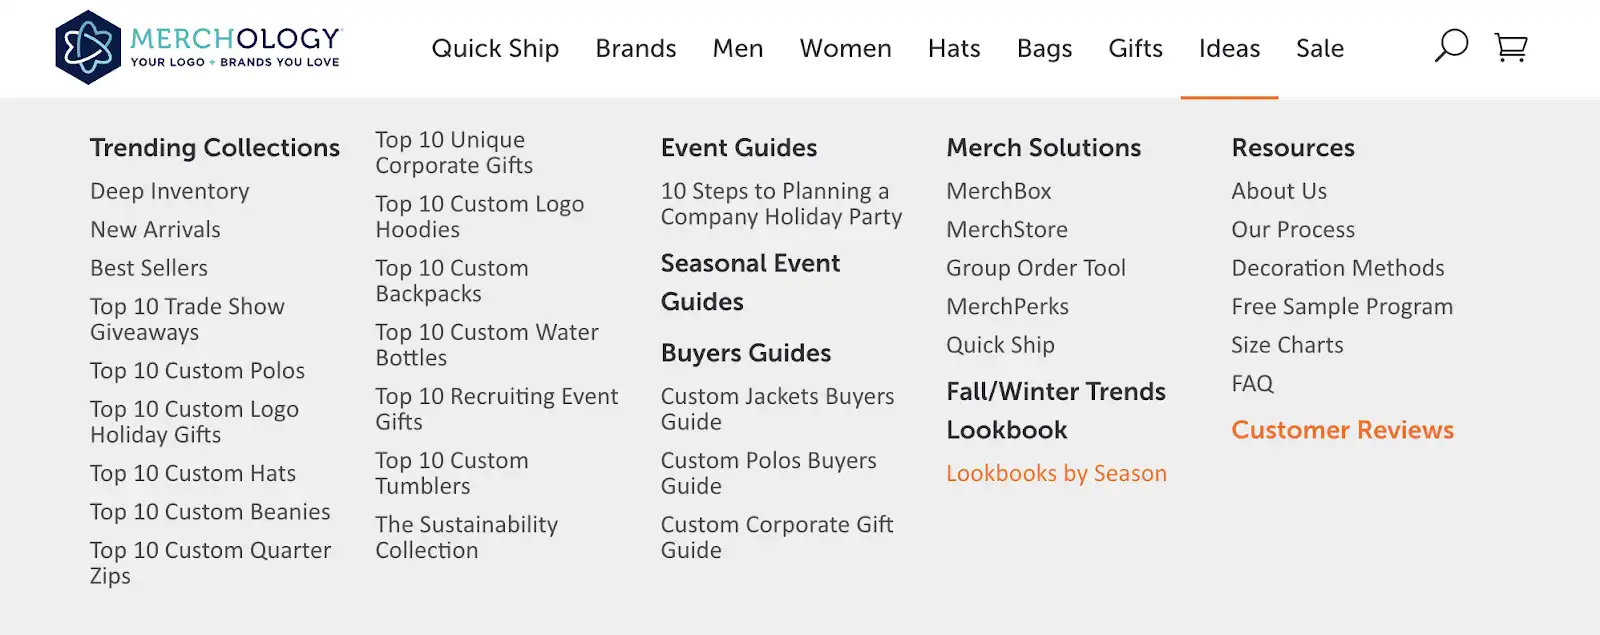 MERCHOLOGY
YOUR LOGO + BRANDS YOU LOVE
Quick Ship
Brands
Men
Women
Hats
Bags
Gifts
Ideas
Sale
Trending Collections
Deep Inventory
New Arrivals
Best Sellers
Top 10 Trade Show
Giveaways
Top 10 Custom Polos
Top 10 Custom Logo
Holiday Gifts
Top 10 Custom Hats
Top 10 Custom Beanies
Top 10 Custom Quarter
Zips
Top 10 Unique
Corporate Gifts
Top 10 Custom Logo
Hoodies
Top 10 Custom
Backpacks
Top 10 Custom Water
Bottles
Top 10 Recruiting Event
Gifts
Top 10 Custom
Tumblers
The Sustainability
Collection
Event Guides
10 Steps to Planning a
Company Holiday Party
Seasonal Event
Guides
Buyers Guides
Custom Jackets Buyers
Guide
Custom Polos Buyers
Guide
Custom Corporate Gift
Guide
Merch Solutions
MerchBox
MerchStore
Group Order Tool
MerchPerks
Quick Ship
Fall/Winter Trends
Lookbook
Lookbooks by Season
Resources
About Us
Our Process
Decoration Methods
Free Sample Program
Size Charts
FAQ
Customer Reviews